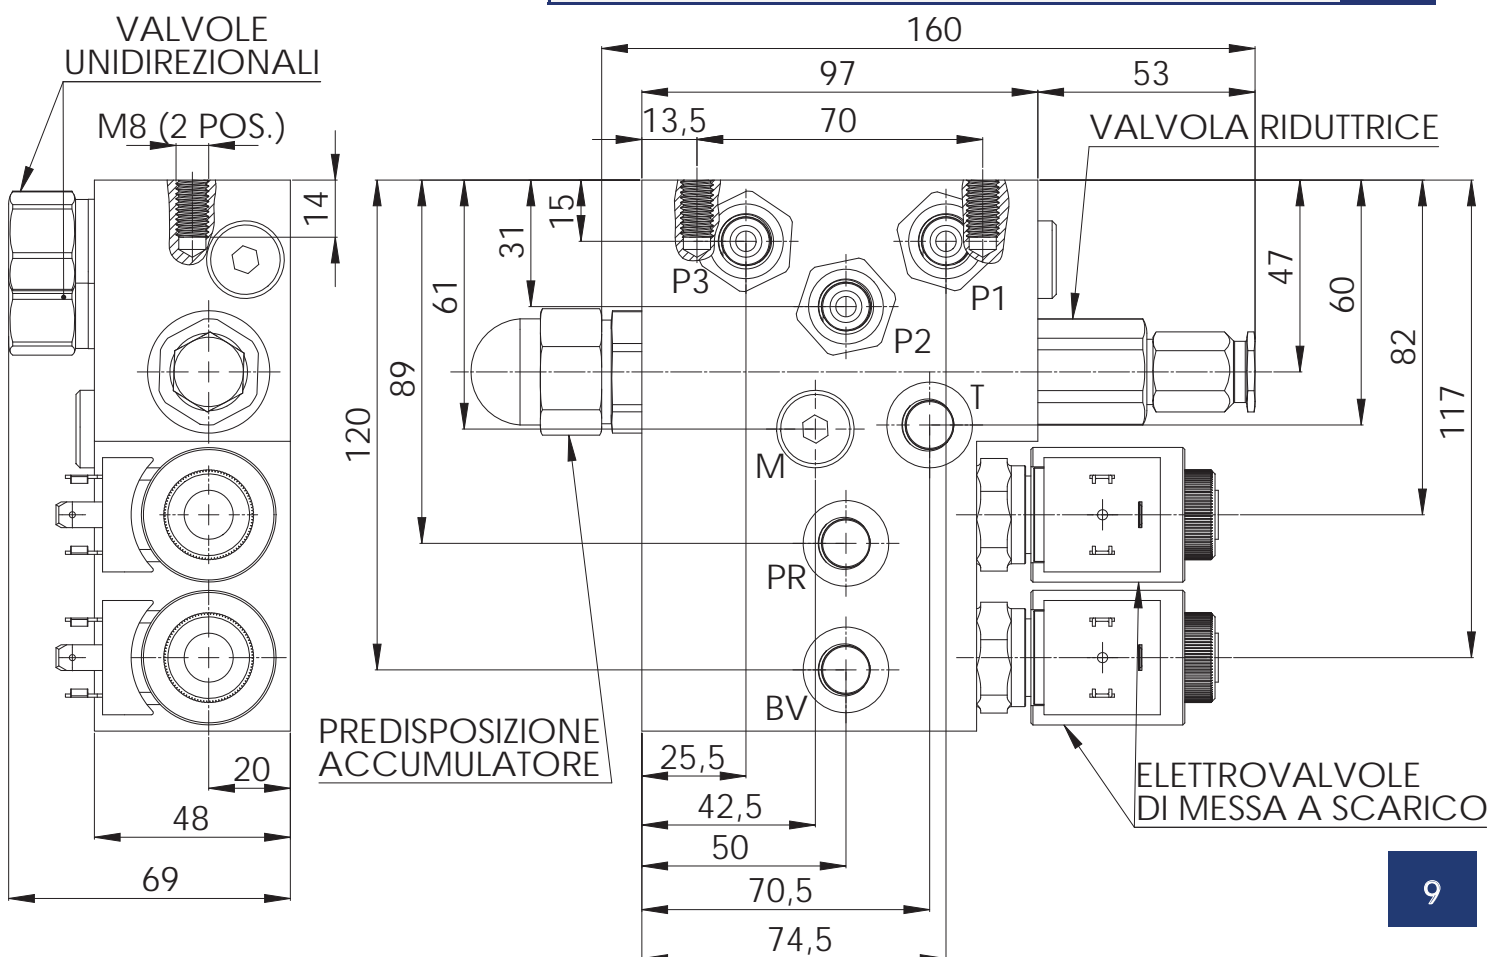 VALVOLE
UNIDIREZIONALI
M8 (2 POS.)
14
20
48
69
160
97
53
13,5
70
VALVOLA RIDUTTRICE
15
31
61
89
120
47
60
82
117
P3
P1
P2
T
M
PR
BV
PREDISPOSIZIONE
ACCUMULATORE
ELETTROVALVOLE
DI MESSA A SCARICO
25,5
42,5
50
70,5
74,5
9